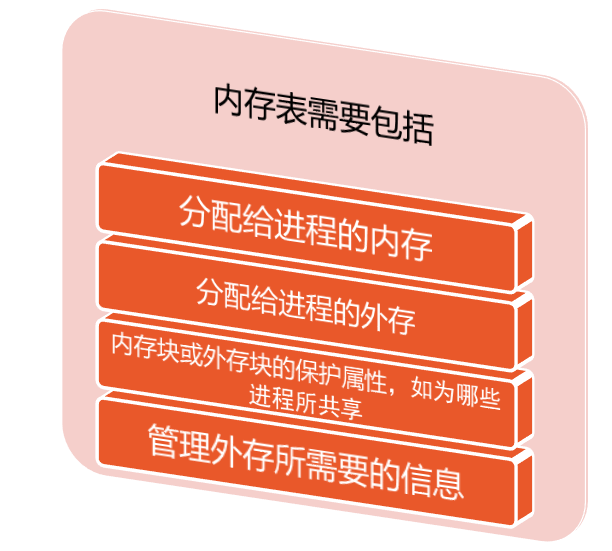 内存表需要包括
分配给进程的内存
分配给进程的外存
内存块或外存块的保护属性，如为哪些
进程所共享
管理外存所需要的信息